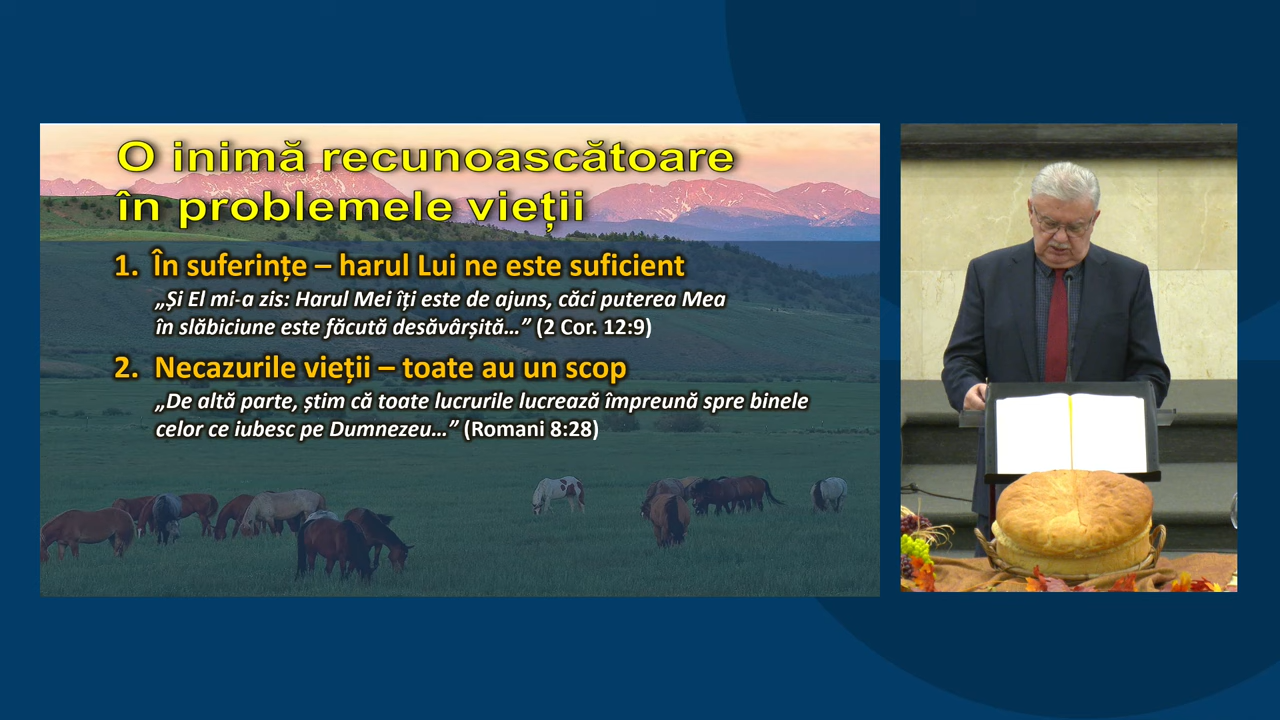 O inimă recunoascătoare
în problemele vieții
1. În suferințe – harul Lui ne este suficient
„Și El mi-a zis: Harul Mei îți este de ajuns, căci puterea Mea
în slăbiciune este făcută desăvârșită...” (2 Cor. 12:9)
2. Necazurile vieții – toate au un scop
„De altă parte, știm că toate lucrurile lucrează împreună spre binele
celor ce iubesc pe Dumnezeu...” (Romani 8:28)